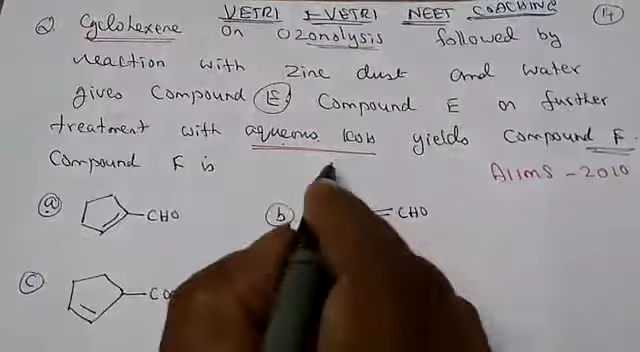 VETRI I VETRI NEET COACHING
14
Q. Cyclohexene on Ozonolysis followed by
reaction with zinc dust and water
gives Compound E. Compound E on further
treatment with aqueous KOH yields Compound F.
Compound F is
AIIMS - 2010
(a) -CHO
(b) =CHO
(c)